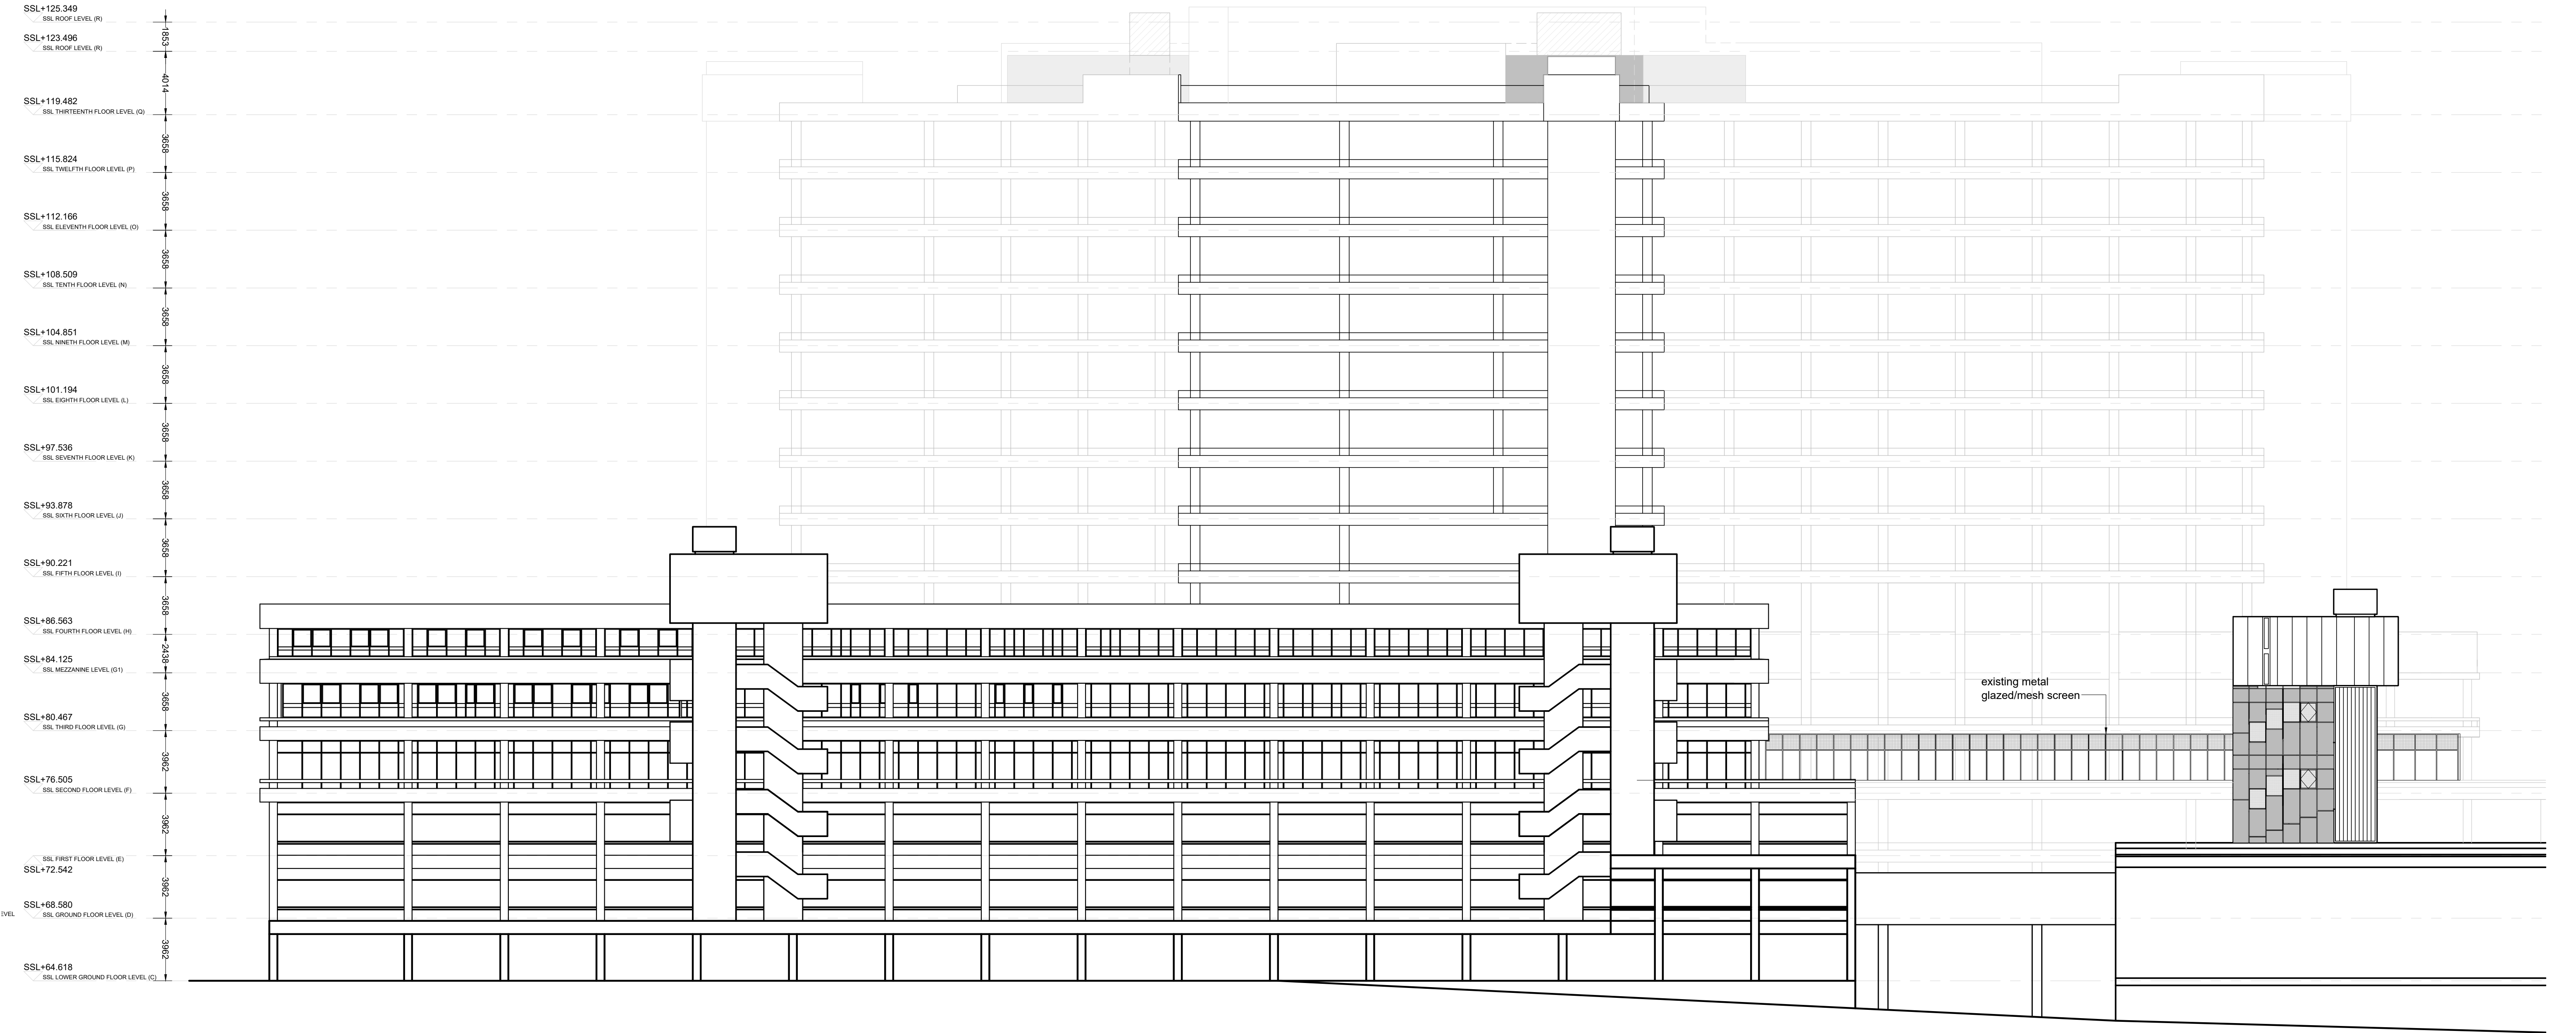 SSL+125.349
SSL ROOF LEVEL (R)
1853
SSL+123.496
SSL ROOF LEVEL (R)
4014
SSL+119.482
SSL THIRTEENTH FLOOR LEVEL (Q)
3658
SSL+115.824
SSL TWELFTH FLOOR LEVEL (P)
3658
SSL+112.166
SSL ELEVENTH FLOOR LEVEL (O)
3658
SSL+108.509
SSL TENTH FLOOR LEVEL (N)
3658
SSL+104.851
SSL NINETH FLOOR LEVEL (M)
3658
SSL+101.194
SSL EIGHTH FLOOR LEVEL (L)
3658
SSL+97.536
SSL SEVENTH FLOOR LEVEL (K)
3658
SSL+93.878
SSL SIXTH FLOOR LEVEL (J)
3658
SSL+90.221
SSL FIFTH FLOOR LEVEL (I)
3658
SSL+86.563
SSL FOURTH FLOOR LEVEL (H)
2438
SSL+84.125
SSL MEZZANINE LEVEL (G1)
3658
SSL+80.467
SSL THIRD FLOOR LEVEL (G)
3962
SSL+76.505
SSL SECOND FLOOR LEVEL (F)
3962
SSL FIRST FLOOR LEVEL (E)
SSL+72.542
3962
SSL+68.580
EVEL
SSL GROUND FLOOR LEVEL (D)
3962
SSL+64.618
SSL LOWER GROUND FLOOR LEVEL (C)
existing metal
glazed/mesh screen